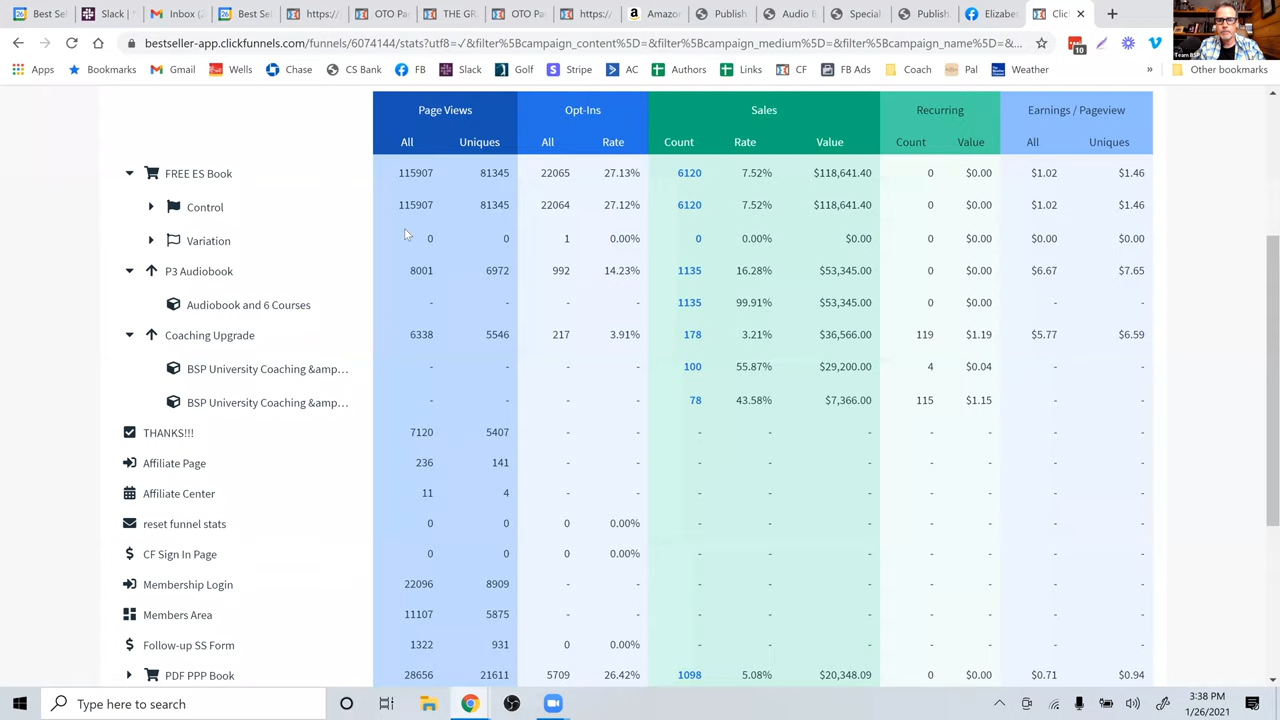 Best Sel
Slack |
Inbox (2
Best Sel
https:/
OTO Pa
THE GR
OTO Pa
https:/
Amazon
Publish
Audio B
Special
Publish
Elizabe
Clic
bestseller-app.clickfunnels.com/funnels/6074144/stats?utf8=✓&filter%5Bcampaign_content%5D=&filter%5Bcampaign_medium%5D=&filter%5Bcampaign_name%5D=&...
10
Team BSP
Apps Bookmarks Gmail Wells Chase CS Bank FB Slack Golf Stripe AC Authors Links CF FB Ads Coach Pal Weather » Other bookmarks
Page Views Opt-Ins Sales Recurring Earnings / Pageview
All Uniques All Rate Count Rate Value Count Value All Uniques
FREE ES Book 115907 81345 22065 27.13% 6120 7.52% $118,641.40 0 $0.00 $1.02 $1.46
Control 115907 81345 22064 27.12% 6120 7.52% $118,641.40 0 $0.00 $1.02 $1.46
Variation 0 0 1 0.00% 0 0.00% $0.00 0 $0.00 $0.00 $0.00
P3 Audiobook 8001 6972 992 14.23% 1135 16.28% $53,345.00 0 $0.00 $6.67 $7.65
Audiobook and 6 Courses - - - - 1135 99.91% $53,345.00 0 $0.00 - -
Coaching Upgrade 6338 5546 217 3.91% 178 3.21% $36,566.00 119 $1.19 $5.77 $6.59
BSP University Coaching &amp... - - - - 100 55.87% $29,200.00 4 $0.04 - -
BSP University Coaching &amp... - - - - 78 43.58% $7,366.00 115 $1.15 - -
THANKS!!! 7120 5407 - - - - - - - - -
Affiliate Page 236 141 - - - - - - - - -
Affiliate Center 11 4 - - - - - - - - -
reset funnel stats 0 0 0 0.00% - - - - - - -
CF Sign In Page 0 0 0 0.00% - - - - - - -
Membership Login 22096 8909 - - - - - - - - -
Members Area 11107 5875 - - - - - - - - -
Follow-up SS Form 1322 931 0 0.00% - - - - - - -
PDF PPP Book 28656 21611 5709 26.42% 1098 5.08% $20,348.09 0 $0.00 $0.71 $0.94
Type here to search
3:38 PM
1/26/2021